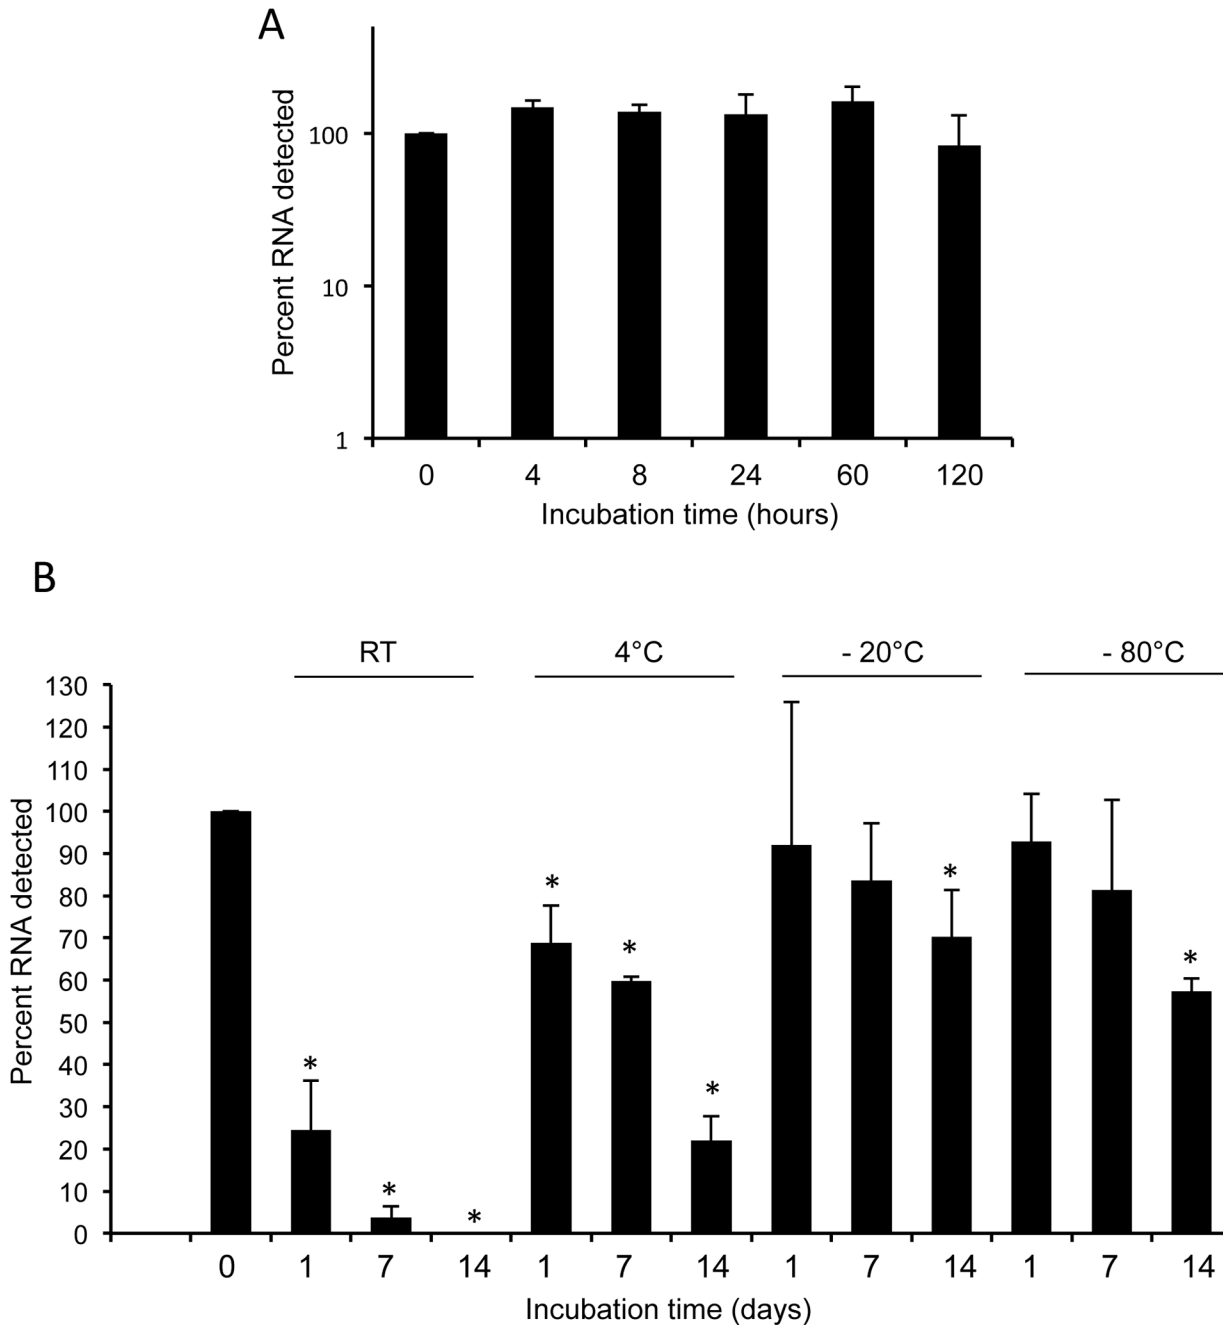 A
Percent RNA detected
100
10
1
0 4 8 24 60 120
Incubation time (hours)
B
RT 4°C - 20°C - 80°C
Percent RNA detected
130
120
110
100
90
80
70
60
50
40
30
20
10
0
* * * * * * * *
0 1 7 14 1 7 14 1 7 14 1 7 14
Incubation time (days)